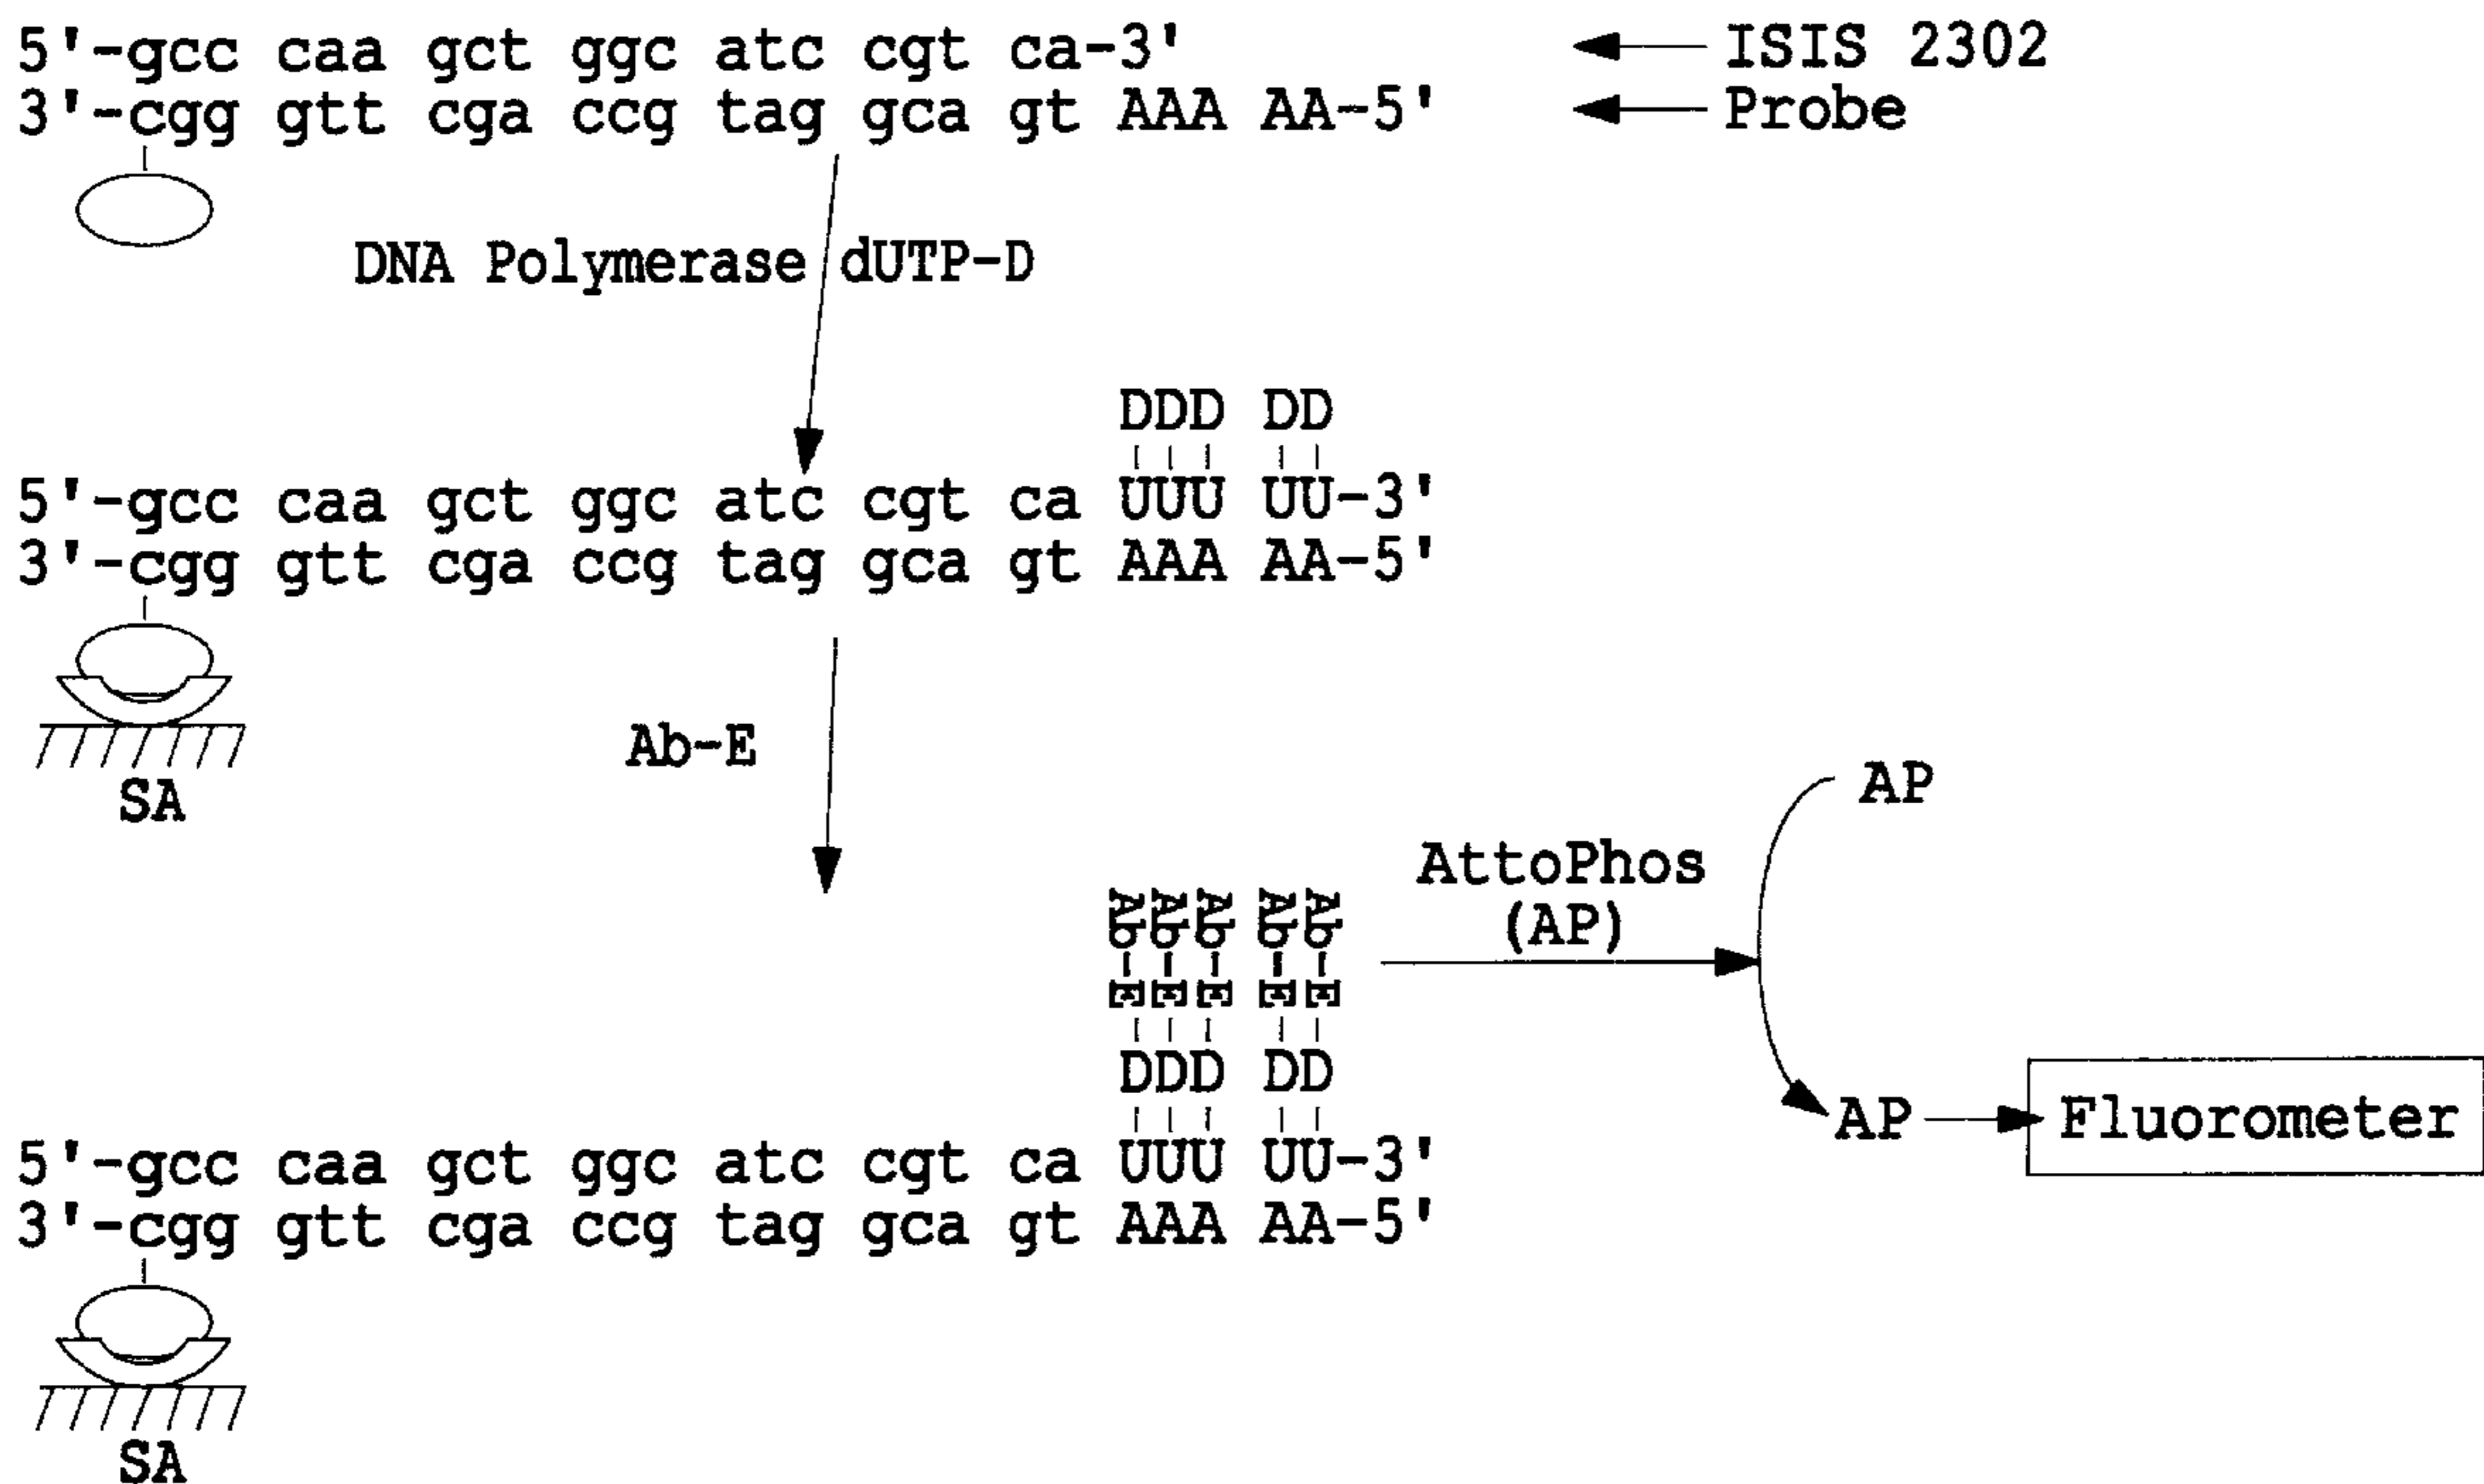 5'-gcc caa gct ggc atc cgt ca-3' ISIS 2302
3'-cgg gtt cga ccg tag gca gt AAA AA-5' Probe
DNA Polymerase dUTP-D
DDD DD
5'-gcc caa gct ggc atc cgt ca UUU UU-3'
3'-cgg gtt cga ccg tag gca gt AAA AA-5'
SA
Ab-E
AP
AttoPhos
(AP)
Ab-E Ab-E Ab-E Ab-E Ab-E
DDD DD
AP Fluorometer
5'-gcc caa gct ggc atc cgt ca UUU UU-3'
3'-cgg gtt cga ccg tag gca gt AAA AA-5'
SA